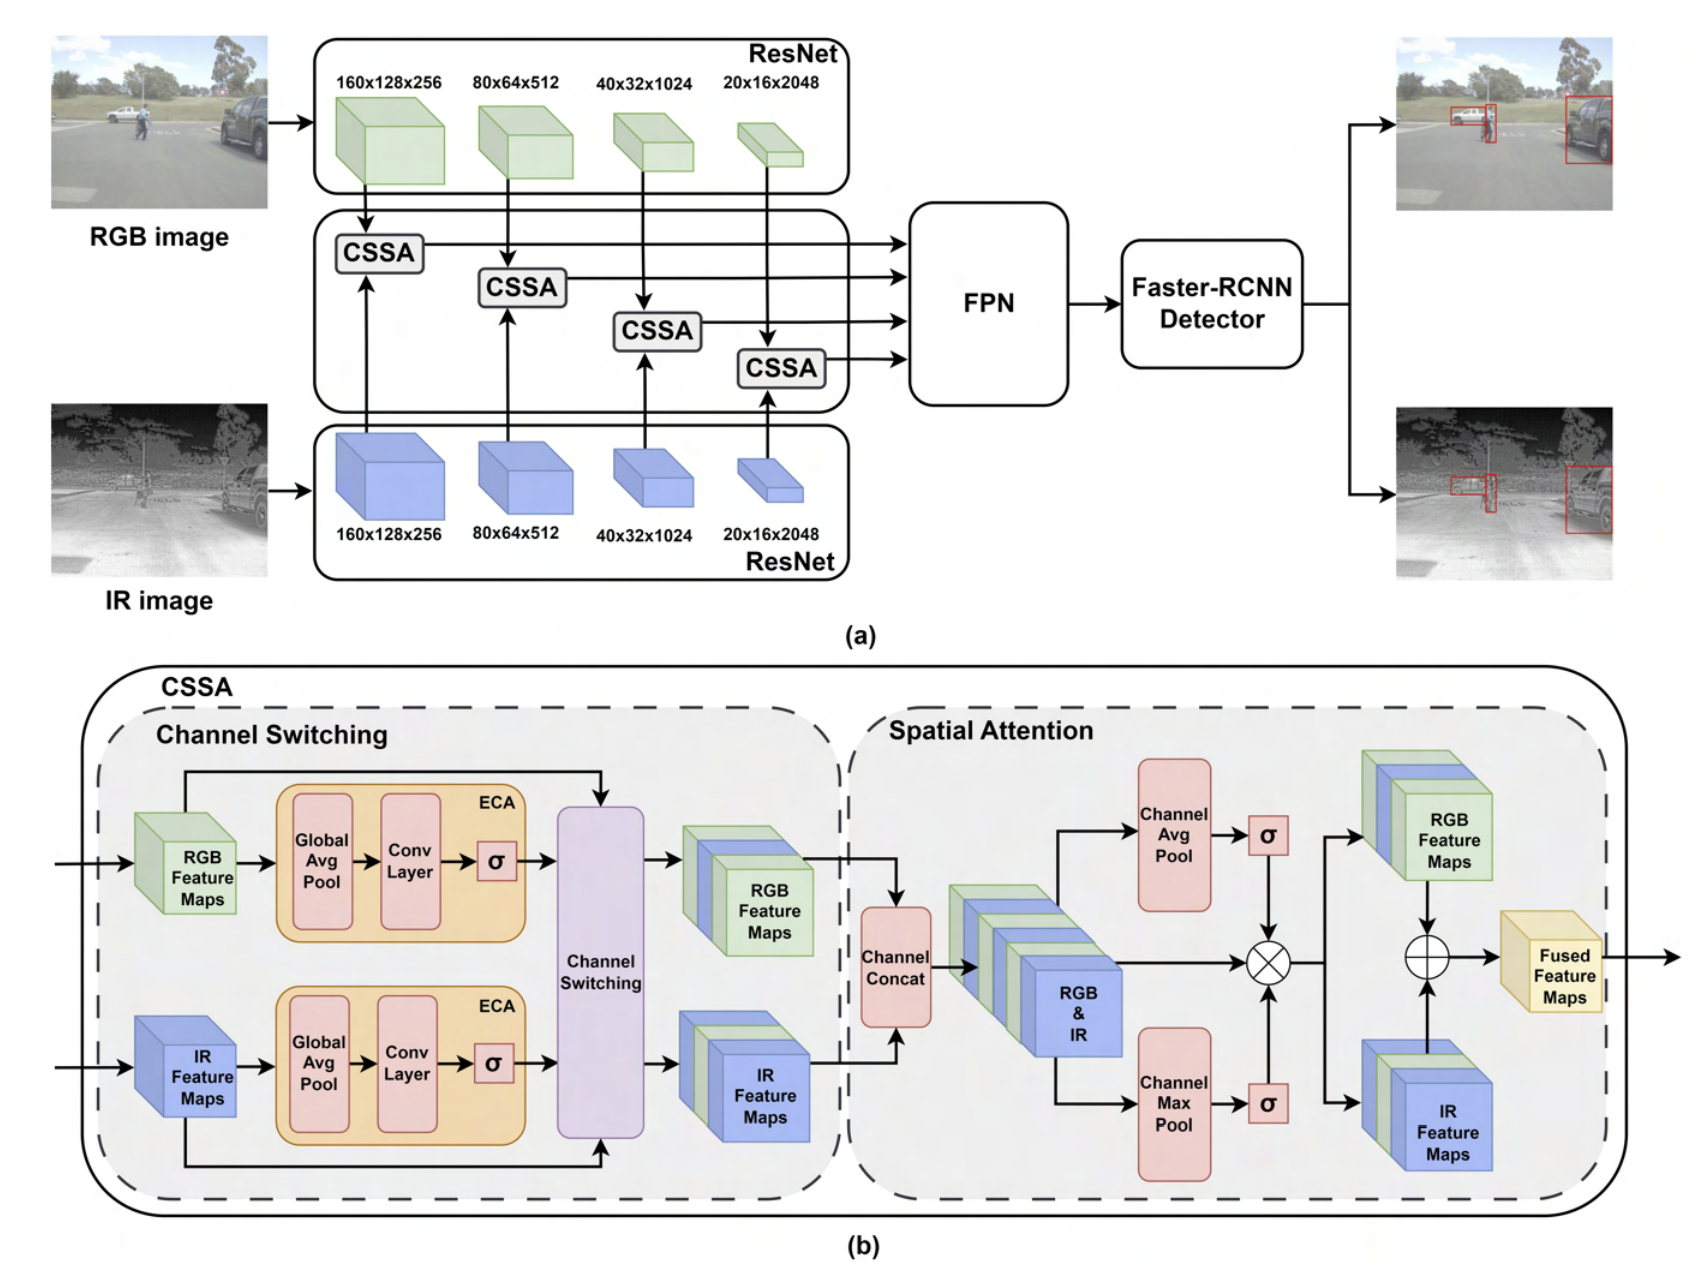 ResNet
160x128x256
80x64x512
40x32x1024
20x16x2048
RGB image
CSSA
CSSA
CSSA
CSSA
FPN
Faster-RCNN
Detector
160x128x256
80x64x512
40x32x1024
20x16x2048
ResNet
IR image
(a)
CSSA
Channel Switching
RGB
Feature
Maps
ECA
Global
Avg
Pool
Conv
Layer
σ
IR
Feature
Maps
ECA
Global
Avg
Pool
Conv
Layer
σ
Channel
Switching
RGB
Feature
Maps
IR
Feature
Maps
Spatial Attention
Channel
Concat
RGB
&
IR
Channel
Avg
Pool
σ
Channel
Max
Pool
σ
RGB
Feature
Maps
IR
Feature
Maps
Fused
Feature
Maps
(b)